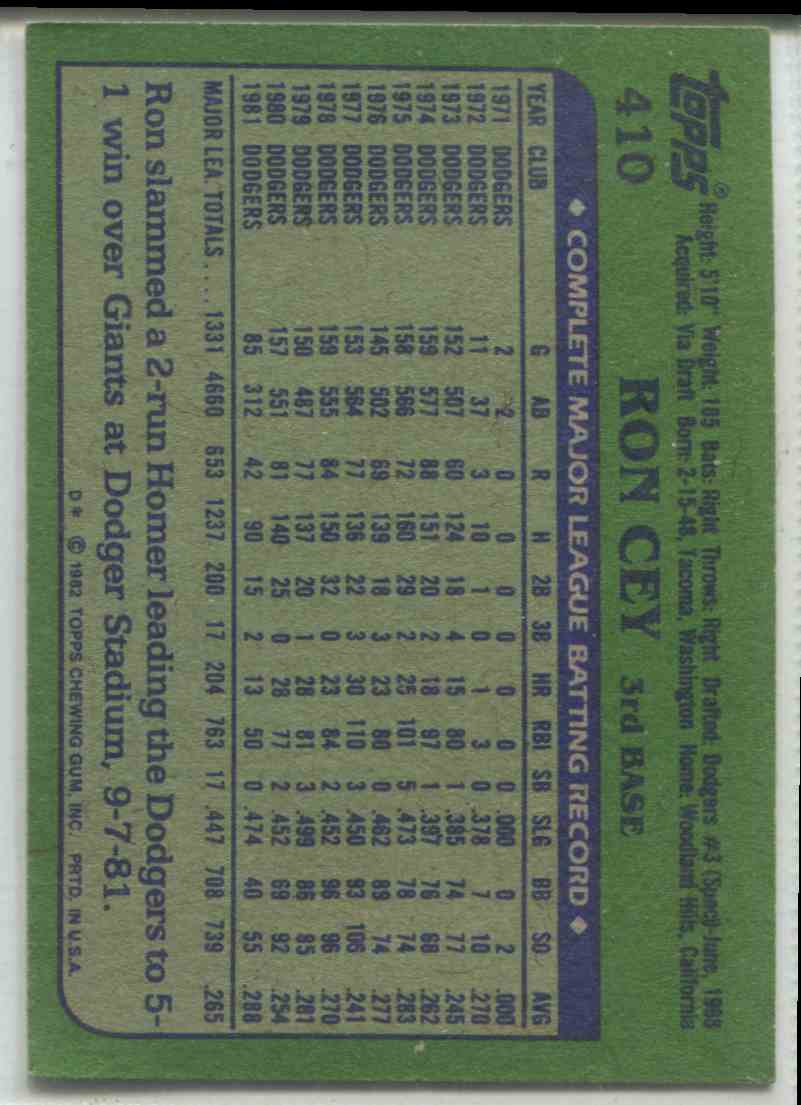 TOPPS®
Height: 5'10" Weight: 185 Bats: Right Throws: Right Drafted: Dodgers #3 (Spec)-June, 1968
Acquired: Via Draft Born: 2-15-48, Tacoma, Washington Home: Woodland Hills, California
410 RON CEY 3rd BASE
◆ COMPLETE MAJOR LEAGUE BATTING RECORD ◆
YEAR CLUB G AB R H 2B 3B HR RBI SB SLG BB SO AVG
1971 DODGERS 2 2 0 0 0 0 0 0 0 .000 0 2 .000
1972 DODGERS 11 37 3 10 1 0 1 3 0 .378 7 10 .270
1973 DODGERS 152 507 60 124 18 4 15 80 1 .385 74 77 .245
1974 DODGERS 159 577 88 151 20 2 18 97 1 .397 76 68 .262
1975 DODGERS 158 566 72 160 29 2 25 101 5 .473 78 74 .283
1976 DODGERS 145 502 69 139 18 3 23 80 0 .462 89 74 .277
1977 DODGERS 153 564 77 136 22 3 30 110 3 .450 93 106 .241
1978 DODGERS 159 555 84 150 32 0 23 84 2 .452 96 96 .270
1979 DODGERS 150 487 77 137 20 1 28 81 3 .499 86 85 .281
1980 DODGERS 157 551 81 140 25 0 28 77 2 .452 69 92 .254
1981 DODGERS 85 312 42 90 15 2 13 50 0 .474 40 55 .288
MAJOR LEA. TOTALS.... 1331 4660 653 1237 200 17 204 763 17 .447 708 739 .265
Ron slammed a 2-run Homer leading the Dodgers to 5-
1 win over Giants at Dodger Stadium, 9-7-81.
D* © 1982 TOPPS CHEWING GUM, INC. PRTD. IN U.S.A.